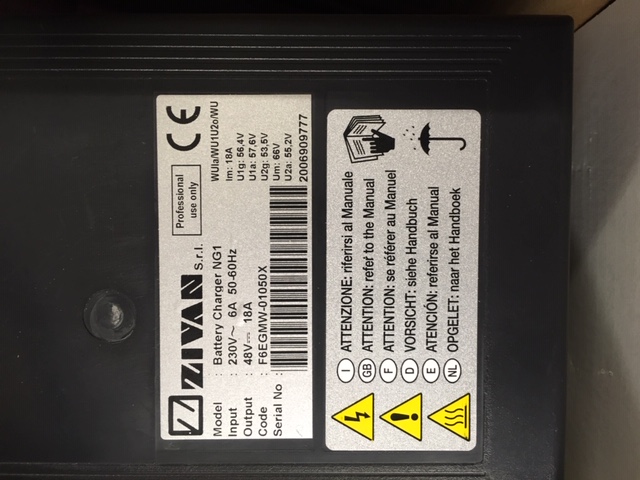 ZIVAN S.r.l.
Professional
use only
CE
Model : Battery Charger NG1
Input : 230V~ 6A 50-60Hz
Output : 48V⎓ 18A
Code : F6EGMW-01050X
Serial No :
WUIa/WU1U2o/WU
Im: 18A
U1g: 56,4V
U1a: 57,6V
U2g: 53,5V
Um: 66V
U2a: 55,2V
2006909777
I ATTENZIONE: riferirsi al Manuale
GB ATTENTION: refer to the Manual
F ATTENTION: se référer au Manuel
D VORSICHT: siehe Handbuch
E ATENCIÓN: referirse al Manual
NL OPGELET: naar het Handboek